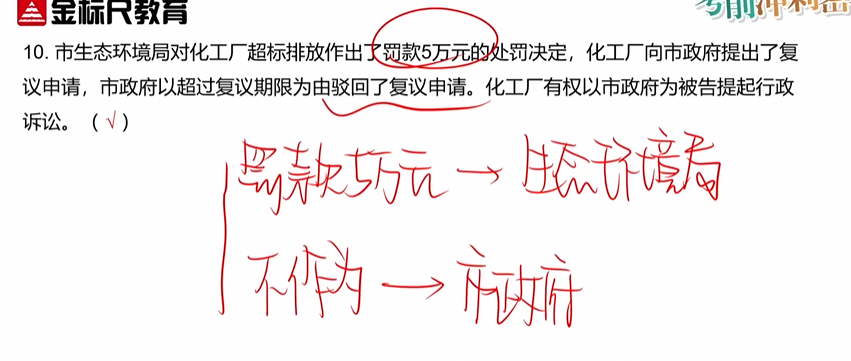 金标尺教育
考前冲刺密
10. 市生态环境局对化工厂超标排放作出了罚款5万元的处罚决定，化工厂向市政府提出了复
议申请，市政府以超过复议期限为由驳回了复议申请。化工厂有权以市政府为被告提起行政
诉讼。（√）
罚款5万元→生态环境局
不作为→市政府